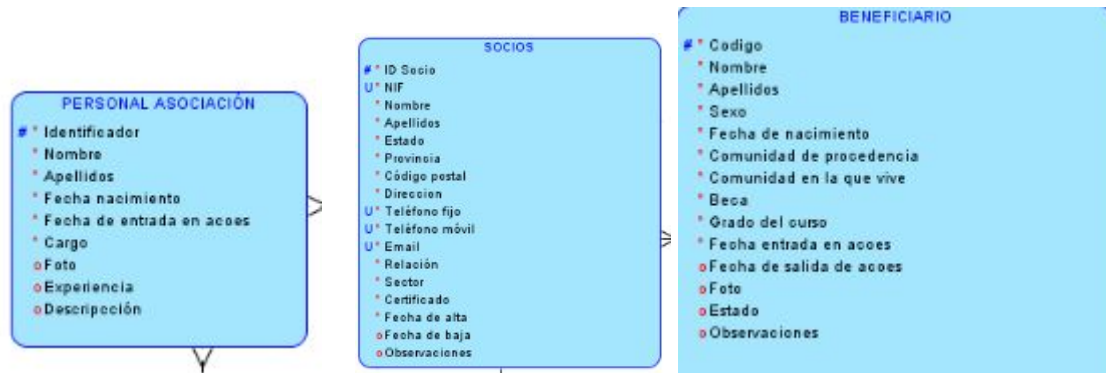 PERSONAL ASOCIACIÓN
# * Identificador
* Nombre
* Apellidos
* Fecha nacimiento
* Fecha de entrada en acoes
* Cargo
o Foto
o Experiencia
o Descripcción
SOCIOS
# * ID Socio
U * NIF
* Nombre
* Apellidos
* Estado
* Provincia
* Código postal
* Direccion
U * Teléfono fijo
U * Teléfono móvil
U * Email
* Relación
* Sector
* Certificado
* Fecha de alta
o Fecha de baja
o Observaciones
BENEFICIARIO
# * Codigo
* Nombre
* Apellidos
* Sexo
* Fecha de nacimiento
* Comunidad de procedencia
* Comunidad en la que vive
* Beca
* Grado del curso
* Fecha entrada en acoes
o Fecha de salida de acoes
o Foto
o Estado
o Observaciones